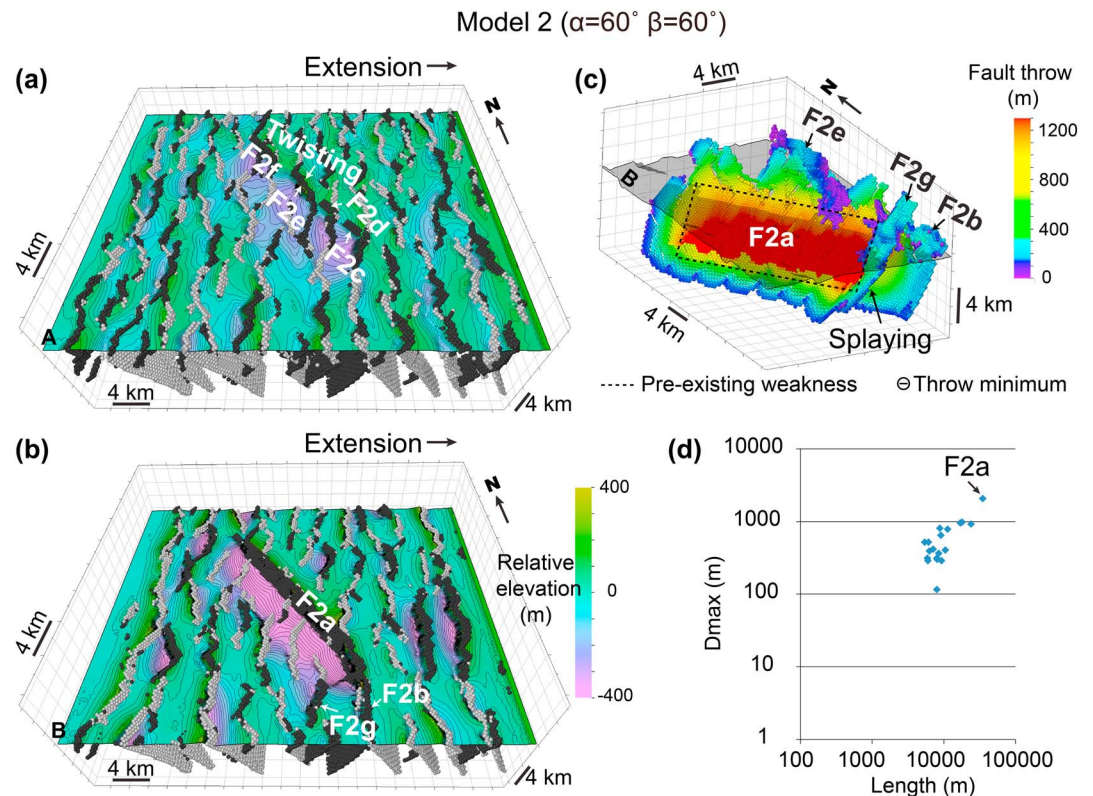 Model 2 (α=60° β=60°)
(a)
Extension
N
Twisting
F2f
F2e
F2d
F2c
4 km
A
4 km
4 km
(b)
Extension
N
F2a
F2b
F2g
4 km
B
4 km
4 km
400
Relative
elevation
(m)
0
-400
(c)
4 km
N
F2e
F2g
F2b
B
F2a
4 km
4 km
Splaying
Fault throw
(m)
1200
800
400
0
Pre-existing weakness
Throw minimum
(d)
F2a
10000
1000
100
10
1
Dmax (m)
100 1000 10000 100000
Length (m)